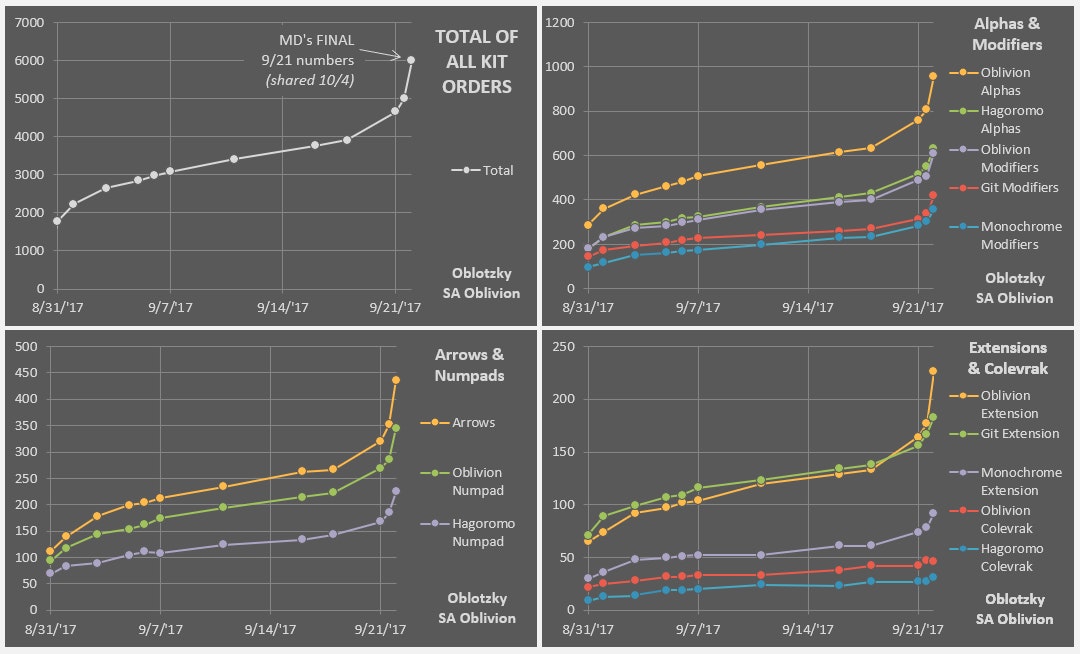 7000
6000
5000
4000
3000
2000
1000
0
8/31/'17
9/7/'17
9/14/'17
9/21/'17
MD's FINAL
9/21 numbers
(shared 10/4)
TOTAL OF
ALL KIT
ORDERS
Total
Oblotzky
SA Oblivion
1200
1000
800
600
400
200
0
8/31/'17
9/7/'17
9/14/'17
9/21/'17
Alphas &
Modifiers
Oblivion
Alphas
Hagoromo
Alphas
Oblivion
Modifiers
Git Modifiers
Monochrome
Modifiers
Oblotzky
SA Oblivion
500
450
400
350
300
250
200
150
100
50
0
8/31/'17
9/7/'17
9/14/'17
9/21/'17
Arrows &
Numpads
Arrows
Oblivion
Numpad
Hagoromo
Numpad
Oblotzky
SA Oblivion
250
200
150
100
50
0
8/31/'17
9/7/'17
9/14/'17
9/21/'17
Extensions
& Colevrak
Oblivion
Extension
Git Extension
Monochrome
Extension
Oblivion
Colevrak
Hagoromo
Colevrak
Oblotzky
SA Oblivion